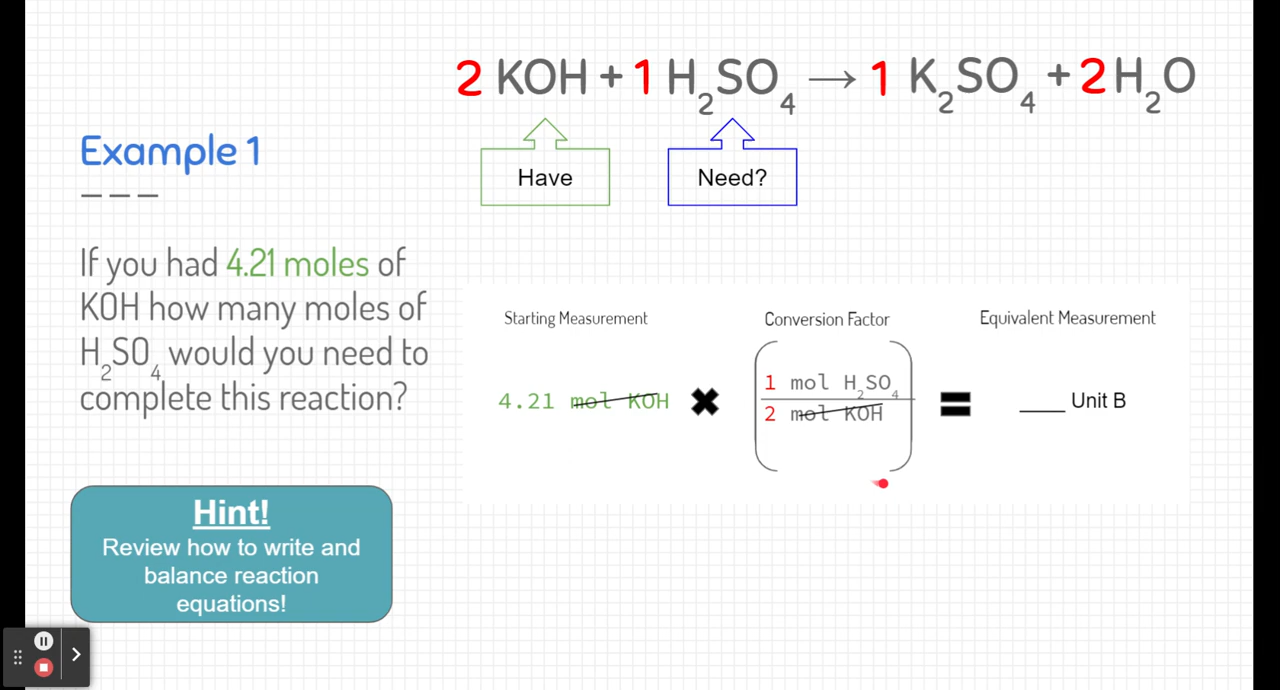 2 KOH + 1 H₂SO₄ → 1 K₂SO₄ + 2 H₂O
Have
Need?
Example 1
If you had 4.21 moles of
KOH how many moles of
H₂SO₄ would you need to
complete this reaction?
Starting Measurement
Conversion Factor
Equivalent Measurement
4.21 mol KOH
1 mol H₂SO₄
2 mol KOH
____ Unit B
Hint!
Review how to write and
balance reaction
equations!